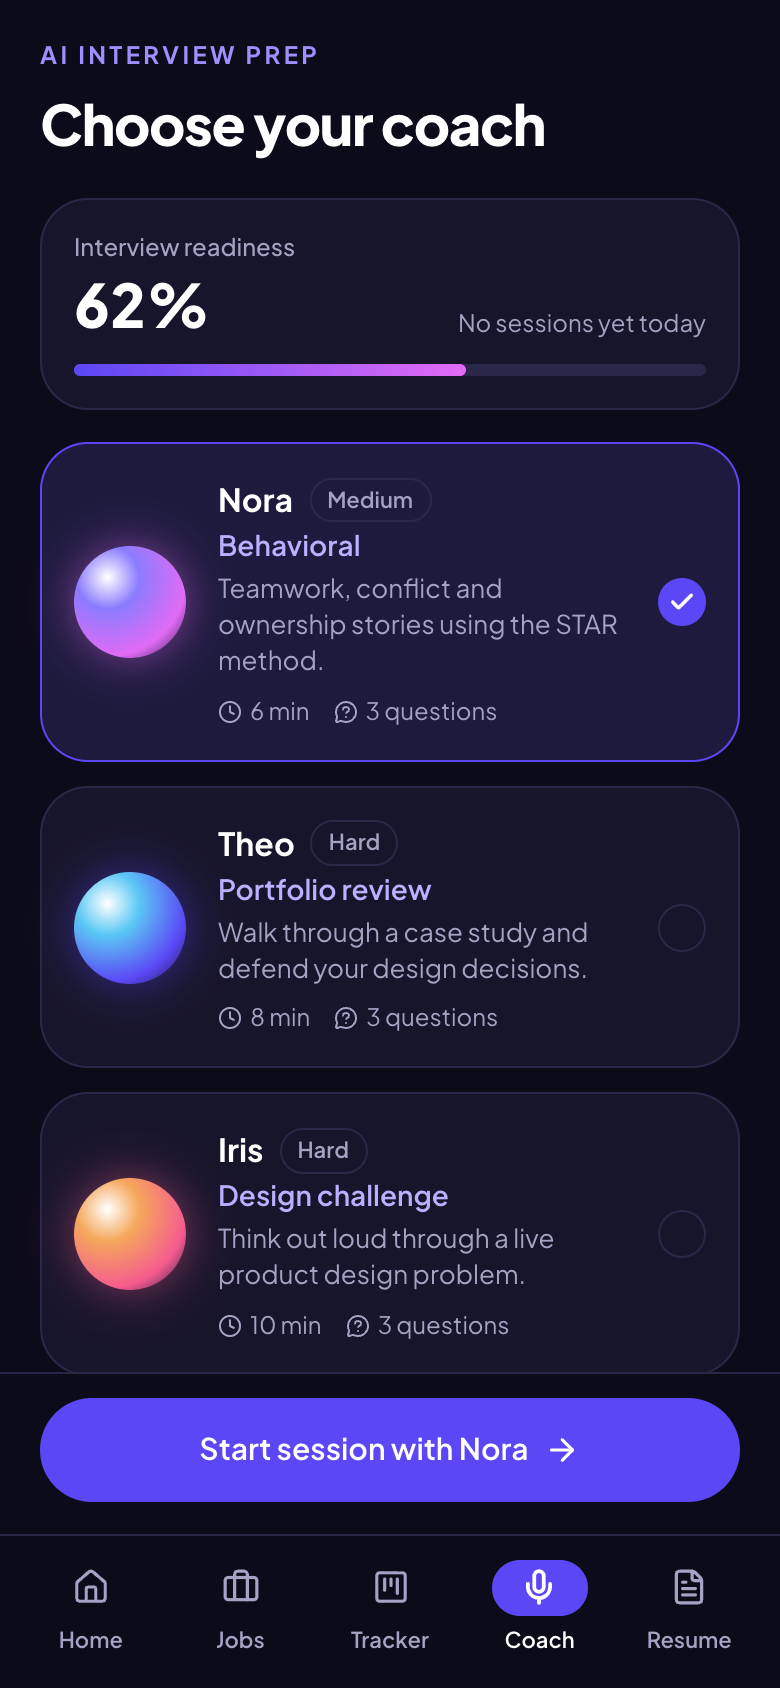 AI INTERVIEW PREP
Choose your coach
Interview readiness
62%
No sessions yet today
Nora
Medium
Behavioral
Teamwork, conflict and
ownership stories using the STAR
method.
6 min
3 questions
Theo
Hard
Portfolio review
Walk through a case study and
defend your design decisions.
8 min
3 questions
Iris
Hard
Design challenge
Think out loud through a live
product design problem.
10 min
3 questions
Start session with Nora
Home
Jobs
Tracker
Coach
Resume